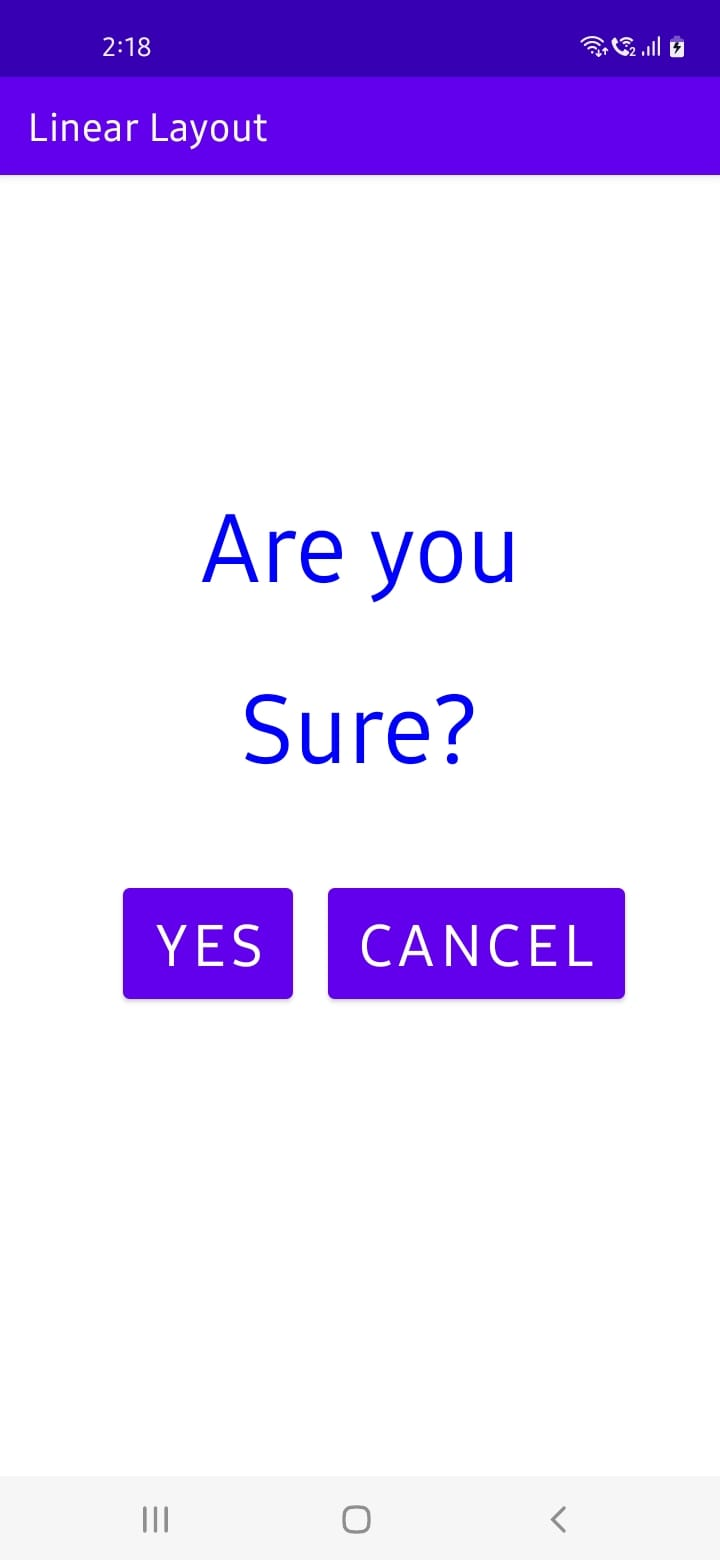 2:18
Linear Layout
Are you
Sure?
YES CANCEL